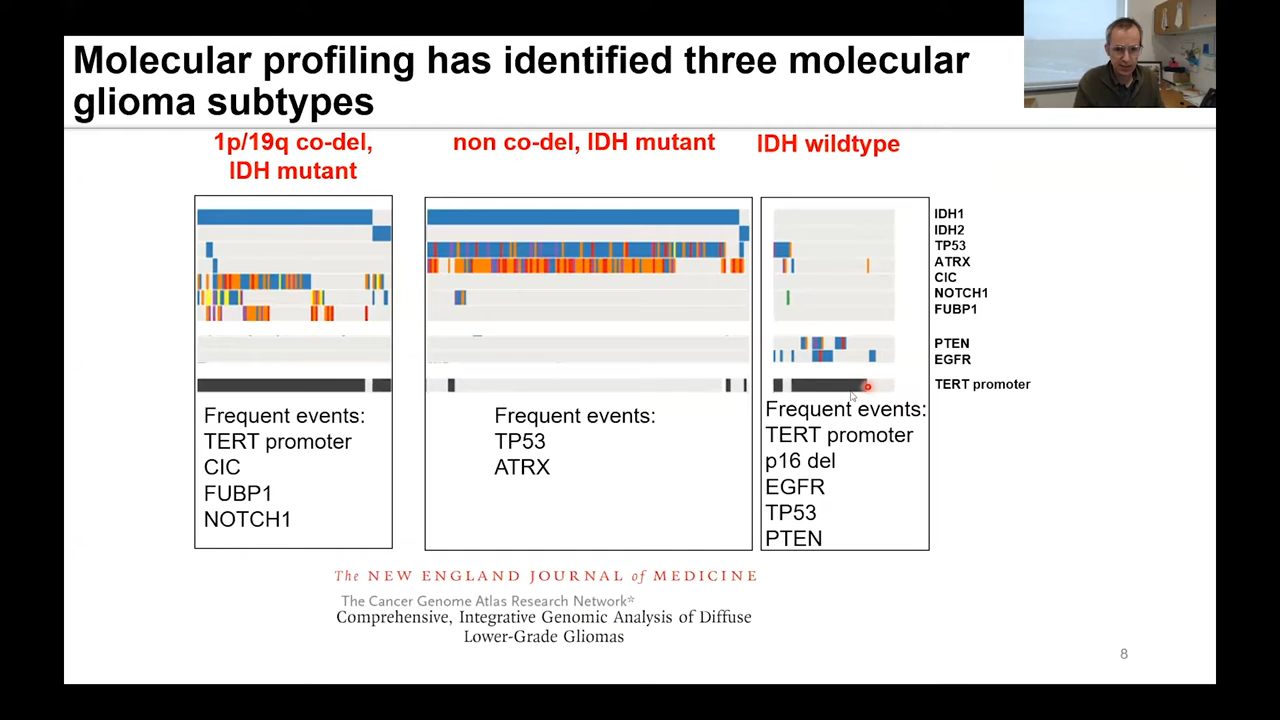 Molecular profiling has identified three molecular
glioma subtypes
1p/19q co-del,
IDH mutant
non co-del, IDH mutant
IDH wildtype
IDH1
IDH2
TP53
ATRX
CIC
NOTCH1
FUBP1
PTEN
EGFR
TERT promoter
Frequent events:
TERT promoter
CIC
FUBP1
NOTCH1
Frequent events:
TP53
ATRX
Frequent events:
TERT promoter
p16 del
EGFR
TP53
PTEN
The NEW ENGLAND JOURNAL of MEDICINE
The Cancer Genome Atlas Research Network*
Comprehensive, Integrative Genomic Analysis of Diffuse
Lower-Grade Gliomas
8